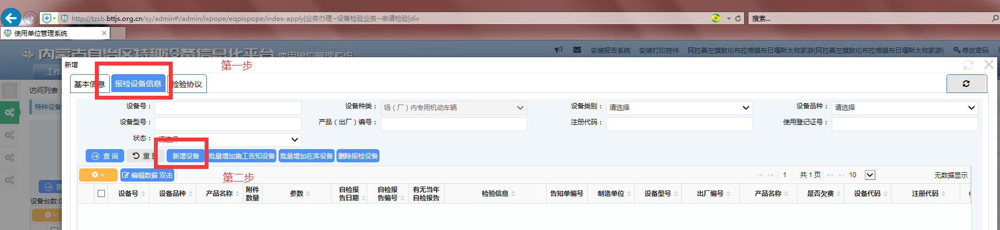 http://tzsb.bttjs.org.cn/sy/admin#/admin/ispope/eqpispope/index-apply|业务办理~设备检验业务~申请检验|div
搜索...
使用单位管理系统
内蒙古自治区特种设备信息化平台 使用单位管理系统
安装报告系统 安装打印控件 阿拉善左旗敖伦布拉格镇布日嘎斯太牧家游(阿拉善左旗敖伦布拉格镇布日嘎斯太牧家游) 修改密码
新增
第一步
工作
基本信息 报检设备信息 检验协议
访问列表：
特种设备
设备号： 设备种类： 场（厂）内专用机动车辆 设备类别： 请选择 设备品种： 请选择
设备型号： 产品（出厂）编号： 注册代码： 使用登记证号：
状态： 请选择
查询 重置 新增设备 批量增加施工告知设备 批量增加在库设备 删除报检设备
第二步
编辑数据 双击
1 共1页 10 无数据显示
查
设备台数:0
设备号 设备品种 产品名称 附件数量 参数 自检报告日期 自检报告编号 有无当年自检报告 检验信息 告知单编号 制造单位 设备型号 出厂编号 产品名称 是否欠费 设备代码 注册代码